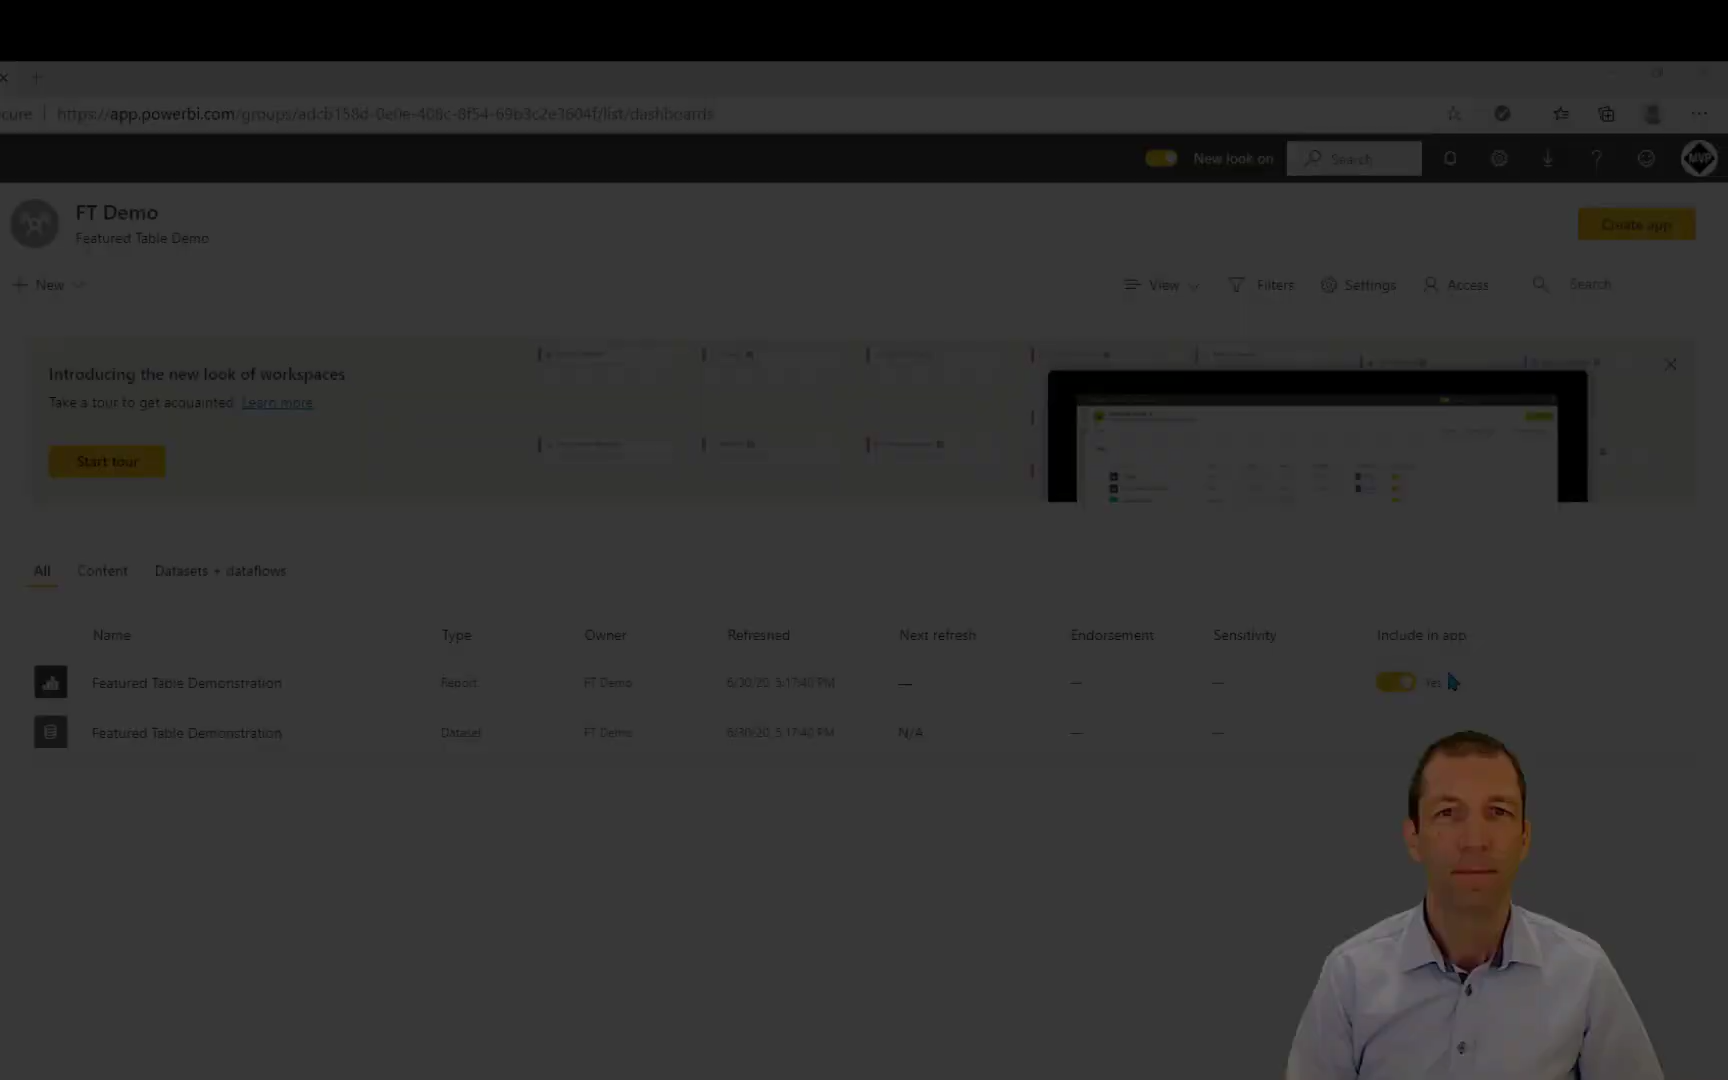 cure https://app.powerbi.com/groups/adcb158d-0e0e-408c-8f54-69b3c2e3604f/list/dashboards
New look on Search MVP
FT Demo
Featured Table Demo
Create app
New View Filters Settings Access Search
Introducing the new look of workspaces
Take a tour to get acquainted. Learn more
Start tour
All Content Datasets + dataflows
Name Type Owner Refreshed Next refresh Endorsement Sensitivity Include in app
Featured Table Demonstration Report FT Demo 6/30/20, 5:17:40 PM — — — Yes
Featured Table Demonstration Dataset FT Demo 6/30/20, 5:17:40 PM N/A — —